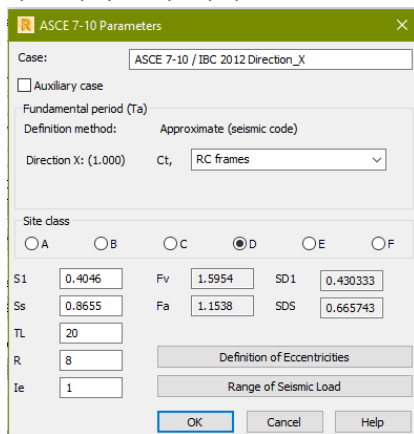 R ASCE 7-10 Parameters
Case: ASCE 7-10 / IBC 2012 Direction_X
Auxiliary case
Fundamental period (Ta)
Definition method: Approximate (seismic code)
Direction X: (1.000) Ct, RC frames
Site class
A B C D E F
S1 0.4046 Fv 1.5954 SD1 0.430333
Ss 0.8655 Fa 1.1538 SDS 0.665743
TL 20
R 8 Definition of Eccentricities
Ie 1 Range of Seismic Load
OK Cancel Help